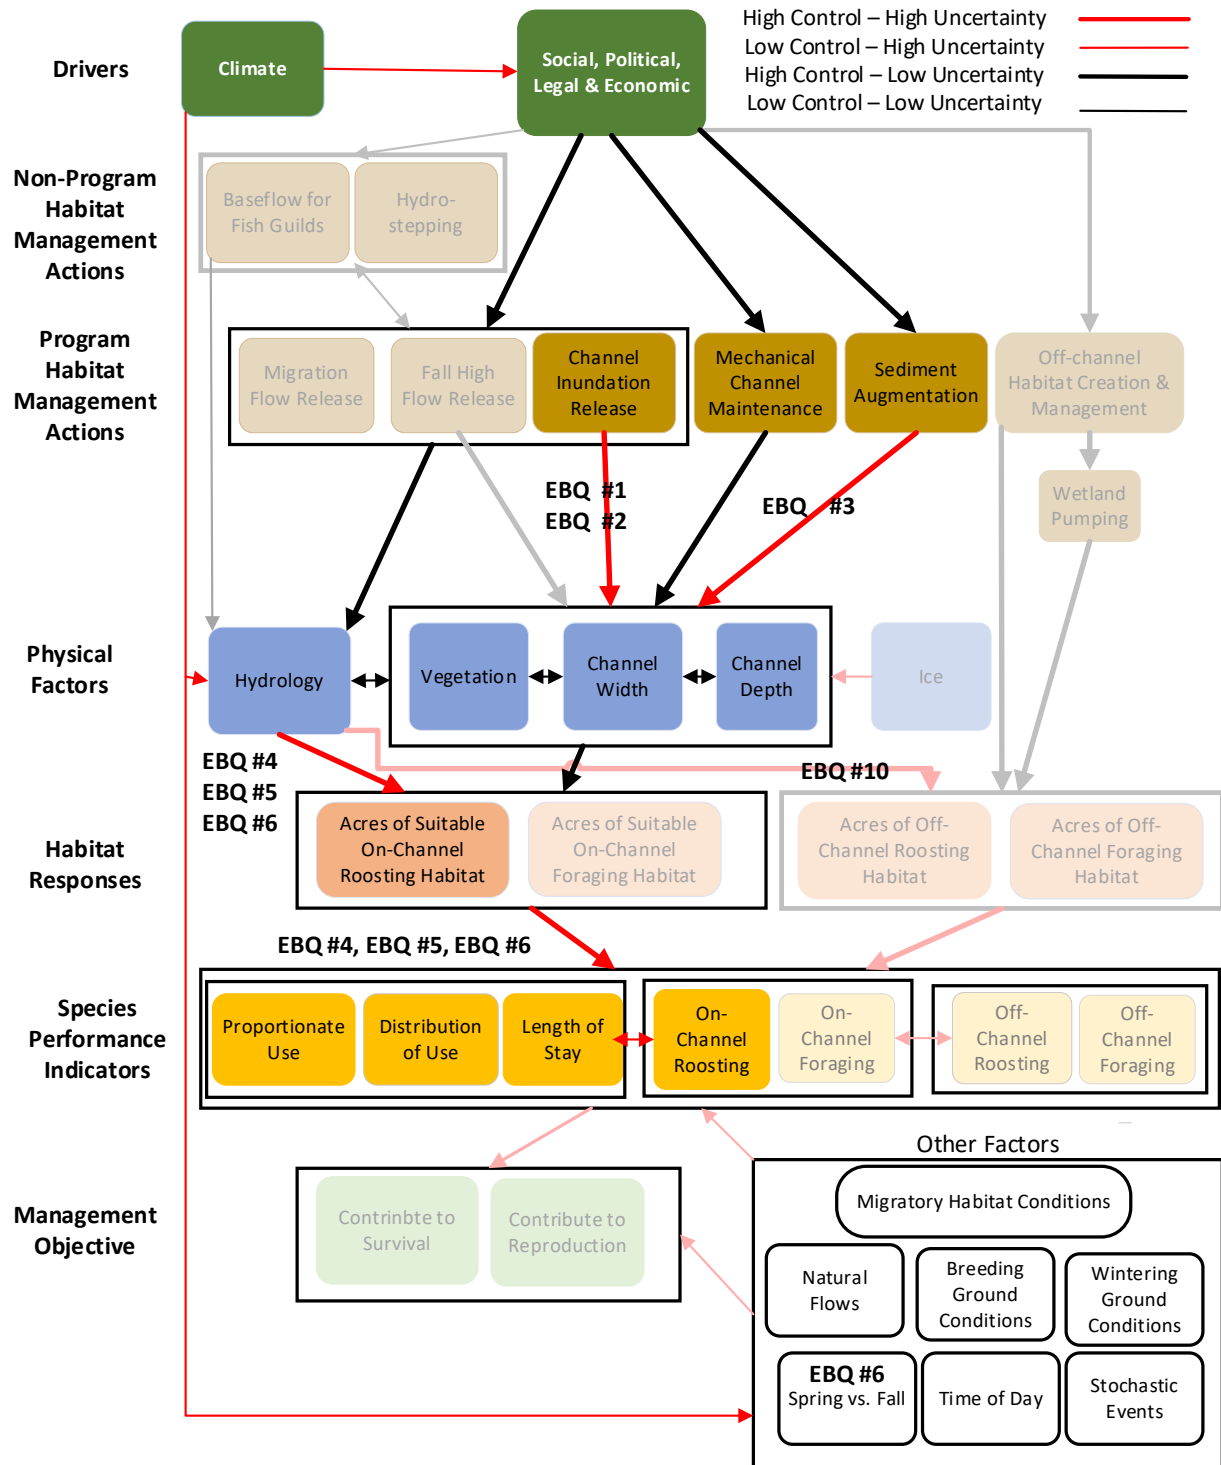 High Control – High Uncertainty
Low Control – High Uncertainty
High Control – Low Uncertainty
Low Control – Low Uncertainty
Drivers
Climate
Social, Political,
Legal & Economic
Non-Program
Habitat
Management
Actions
Baseflow for
Fish Guilds
Hydro-
stepping
Program
Habitat
Management
Actions
Migration
Flow Release
Fall High
Flow Release
Channel
Inundation
Release
Mechanical
Channel
Maintenance
Sediment
Augmentation
Off-channel
Habitat Creation &
Management
EBQ #1
EBQ #2
EBQ #3
Wetland
Pumping
Physical
Factors
Hydrology
Vegetation
Channel
Width
Channel
Depth
Ice
EBQ #4
EBQ #5
EBQ #6
EBQ #10
Habitat
Responses
Acres of Suitable
On-Channel
Roosting Habitat
Acres of Suitable
On-Channel
Foraging Habitat
Acres of Off-
Channel Roosting
Habitat
Acres of Off-
Channel Foraging
Habitat
EBQ #4, EBQ #5, EBQ #6
Species
Performance
Indicators
Proportionate
Use
Distribution
of Use
Length of
Stay
On-
Channel
Roosting
On-
Channel
Foraging
Off-
Channel
Roosting
Off-
Channel
Foraging
Management
Objective
Contrinbte to
Survival
Contribute to
Reproduction
Other Factors
Migratory Habitat Conditions
Natural
Flows
Breeding
Ground
Conditions
Wintering
Ground
Conditions
EBQ #6
Spring vs. Fall
Time of Day
Stochastic
Events